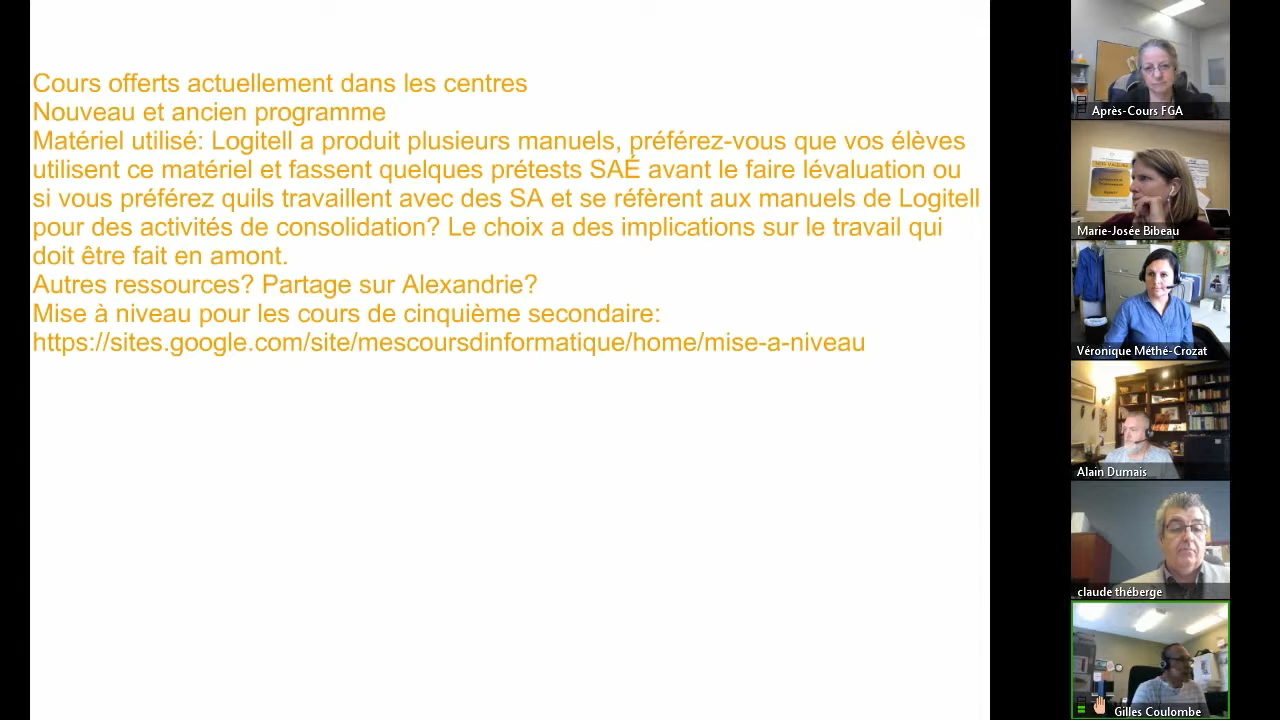 Cours offerts actuellement dans les centres
Nouveau et ancien programme
Matériel utilisé: Logitell a produit plusieurs manuels, préférez-vous que vos élèves
utilisent ce matériel et fassent quelques prétests SAÉ avant le faire lévaluation ou
si vous préférez quils travaillent avec des SA et se réfèrent aux manuels de Logitell
pour des activités de consolidation? Le choix a des implications sur le travail qui
doit être fait en amont.
Autres ressources? Partage sur Alexandrie?
Mise à niveau pour les cours de cinquième secondaire:
https://sites.google.com/site/mescoursdinformatique/home/mise-a-niveau
Après-Cours FGA
Marie-Josée Bibeau
Véronique Méthé-Crozat
Alain Dumais
claude théberge
Gilles Coulombe